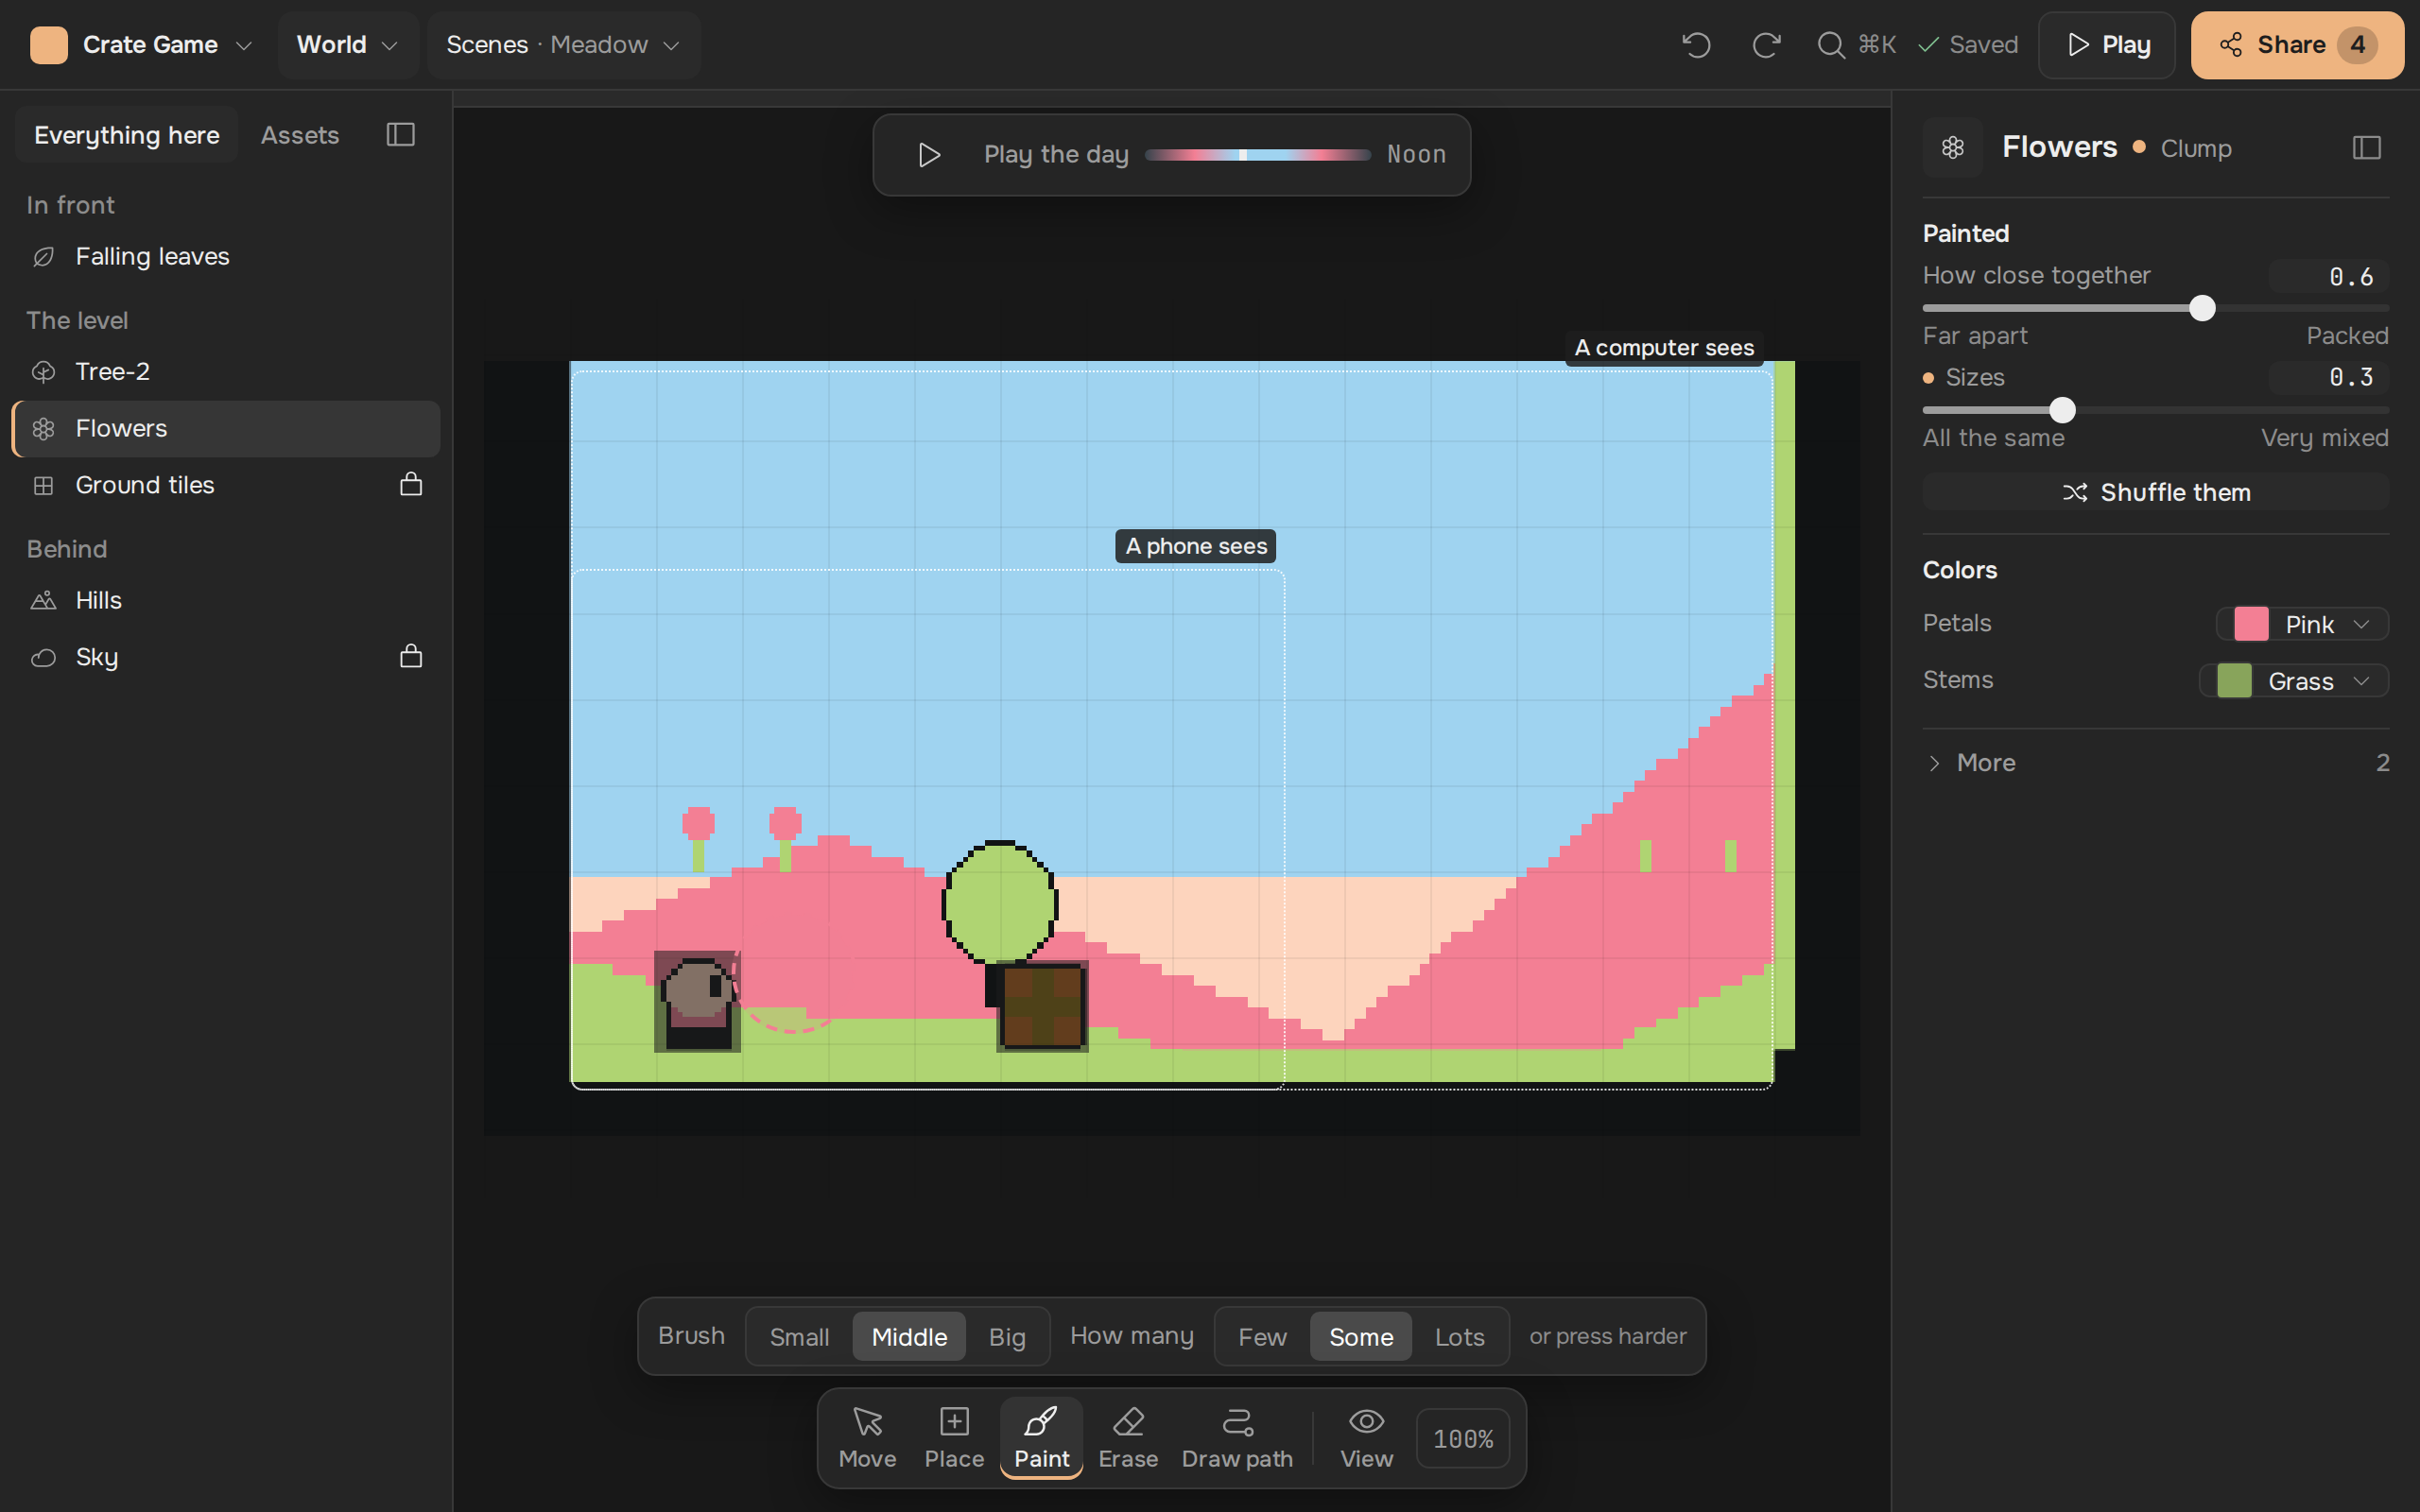 Crate Game
World
Scenes · Meadow
⌘K
Saved
Play
Share 4
Everything here
Assets
In front
Falling leaves
The level
Tree-2
Flowers
Ground tiles
Behind
Hills
Sky
Play the day
Noon
A computer sees
A phone sees
Brush
Small
Middle
Big
How many
Few
Some
Lots
or press harder
Move
Place
Paint
Erase
Draw path
View
100%
Flowers
Clump
Painted
How close together
0.6
Far apart
Packed
Sizes
0.3
All the same
Very mixed
Shuffle them
Colors
Petals
Pink
Stems
Grass
More
2